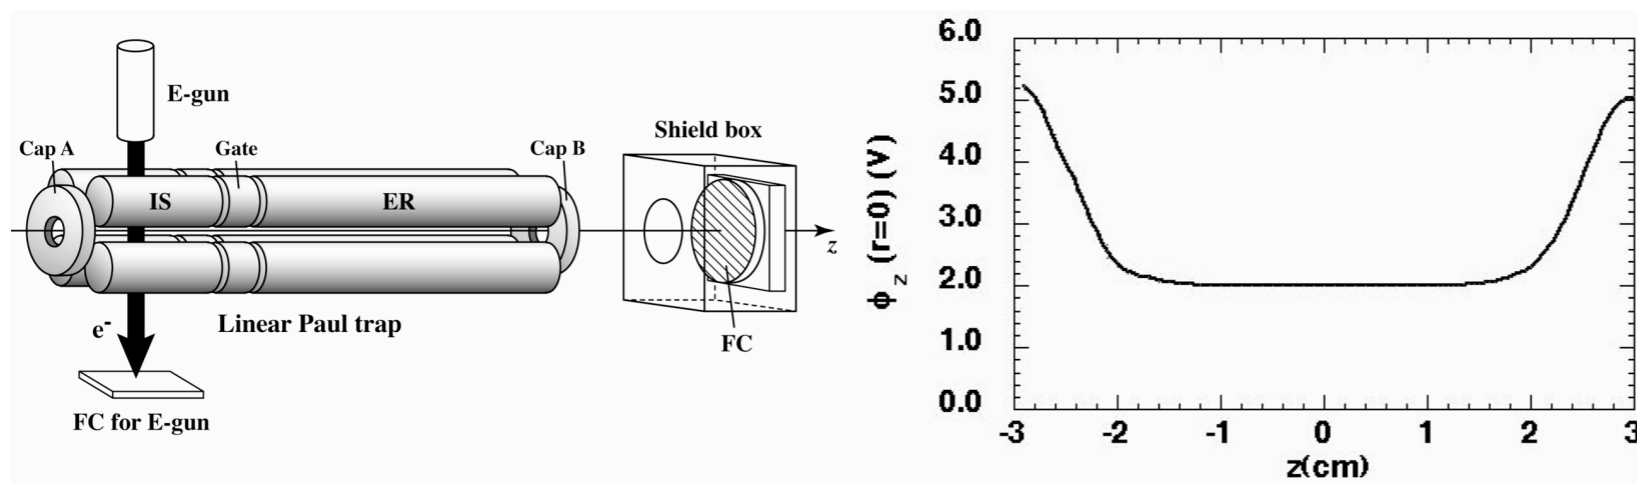 E-gun
Cap A
Gate
Cap B
Shield box
IS
ER
z
e-
Linear Paul trap
FC
FC for E-gun
6.0
5.0
4.0
3.0
2.0
1.0
0.0
ϕz (r=0) (V)
-3 -2 -1 0 1 2 3
z(cm)